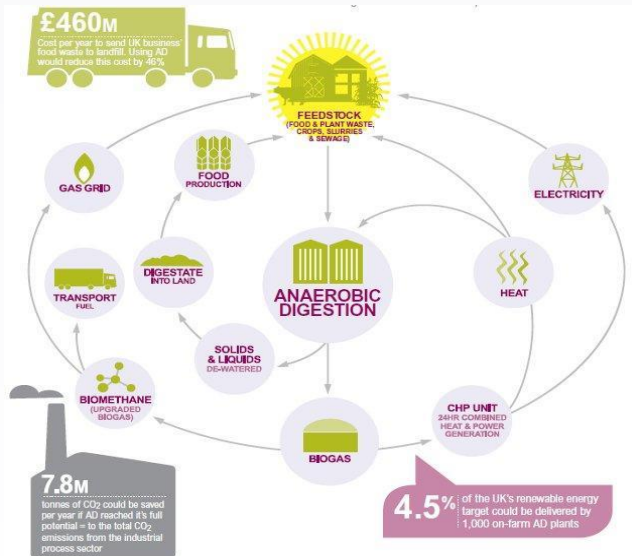 £460M
Cost per year to send UK business
food waste to landfill. Using AD
would reduce this cost by 46%
FEEDSTOCK
(FOOD & PLANT WASTE,
CROPS, SLURRIES
& SEWAGE)
GAS GRID
FOOD
PRODUCTION
ELECTRICITY
TRANSPORT
FUEL
DIGESTATE
INTO LAND
ANAEROBIC
DIGESTION
HEAT
SOLIDS
& LIQUIDS
DE-WATERED
BIOMETHANE
(UPGRADED
BIOGAS)
BIOGAS
CHP UNIT
24HR COMBINED
HEAT & POWER
GENERATION
7.8M
tonnes of CO2 could be saved
per year if AD reached it's full
potential = to the total CO2
emissions from the industrial
process sector
4.5%
of the UK's renewable energy
target could be delivered by
1,000 on-farm AD plants